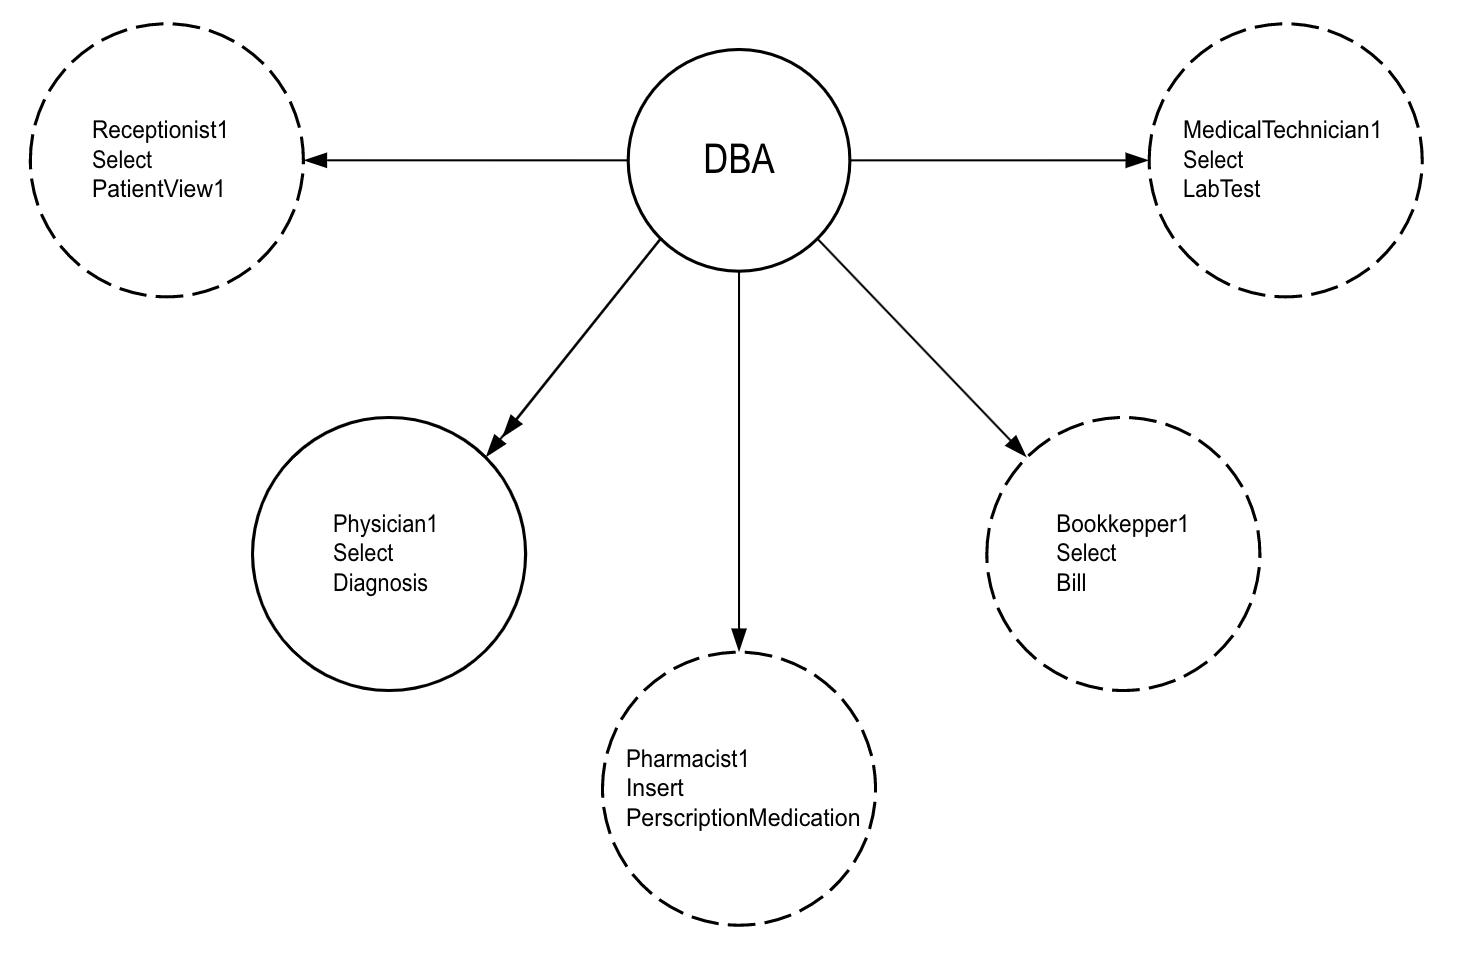 Receptionist1
Select
PatientView1
DBA
MedicalTechnician1
Select
LabTest
Physician1
Select
Diagnosis
Bookkepper1
Select
Bill
Pharmacist1
Insert
PerscriptionMedication